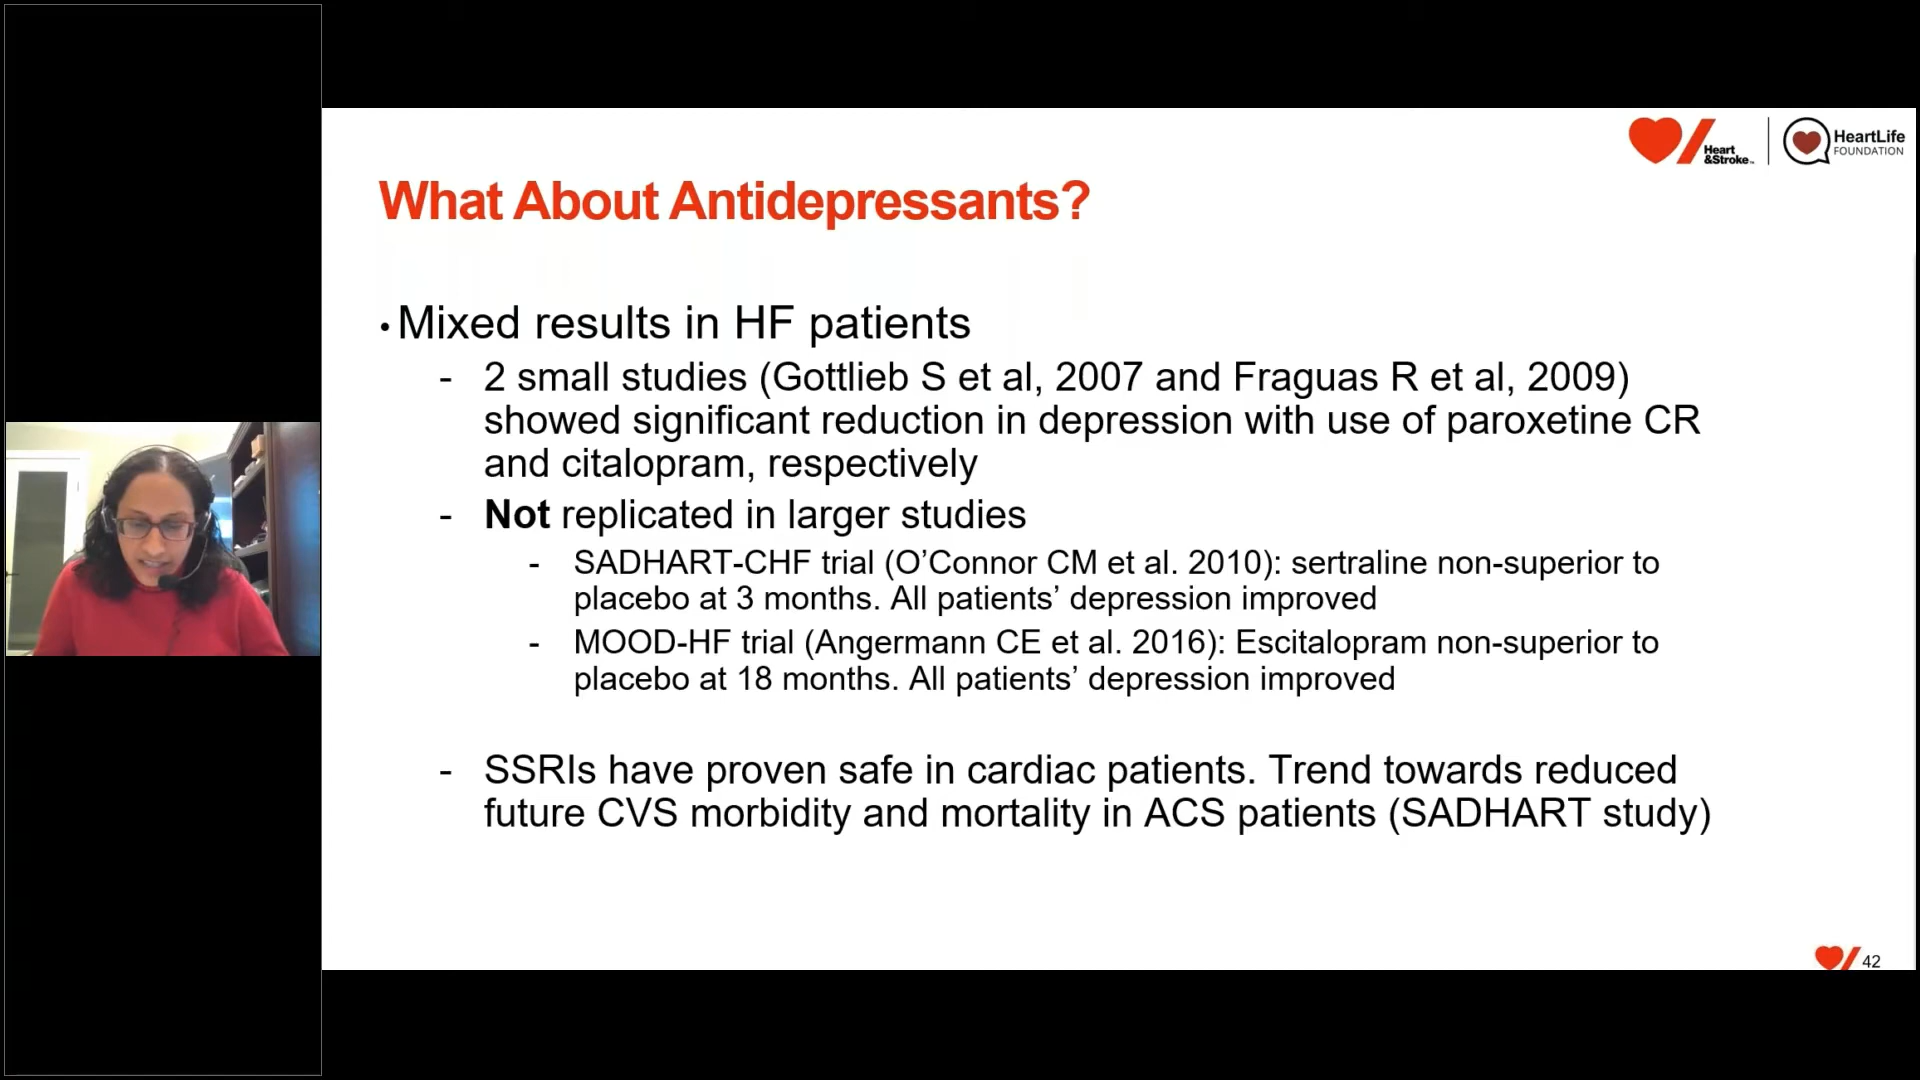 Heart
&Stroke™
HeartLife
FOUNDATION
What About Antidepressants?
• Mixed results in HF patients
- 2 small studies (Gottlieb S et al, 2007 and Fraguas R et al, 2009)
showed significant reduction in depression with use of paroxetine CR
and citalopram, respectively
- Not replicated in larger studies
- SADHART-CHF trial (O’Connor CM et al. 2010): sertraline non-superior to
placebo at 3 months. All patients’ depression improved
- MOOD-HF trial (Angermann CE et al. 2016): Escitalopram non-superior to
placebo at 18 months. All patients’ depression improved
- SSRIs have proven safe in cardiac patients. Trend towards reduced
future CVS morbidity and mortality in ACS patients (SADHART study)
42